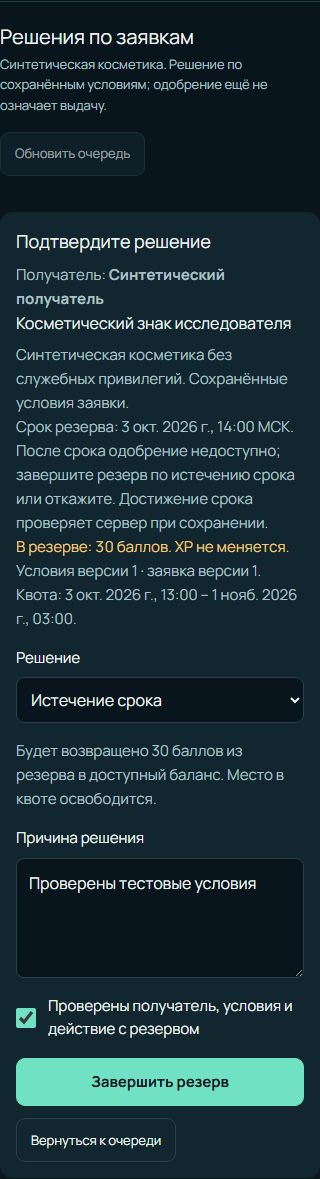 Решения по заявкам
Синтетическая косметика. Решение по
сохранённым условиям; одобрение ещё не
означает выдачу.
Обновить очередь
Подтвердите решение
Получатель: Синтетический
получатель
Косметический знак исследователя
Синтетическая косметика без
служебных привилегий. Сохранённые
условия заявки.
Срок резерва: 3 окт. 2026 г., 14:00 МСК.
После срока одобрение недоступно;
завершите резерв по истечению срока
или откажите. Достижение срока
проверяет сервер при сохранении.
В резерве: 30 баллов. XP не меняется.
Условия версии 1 · заявка версии 1.
Квота: 3 окт. 2026 г., 13:00 – 1 нояб. 2026
г., 03:00.
Решение
Истечение срока
Будет возвращено 30 баллов из
резерва в доступный баланс. Место в
квоте освободится.
Причина решения
Проверены тестовые условия
Проверены получатель, условия и
действие с резервом
Завершить резерв
Вернуться к очереди